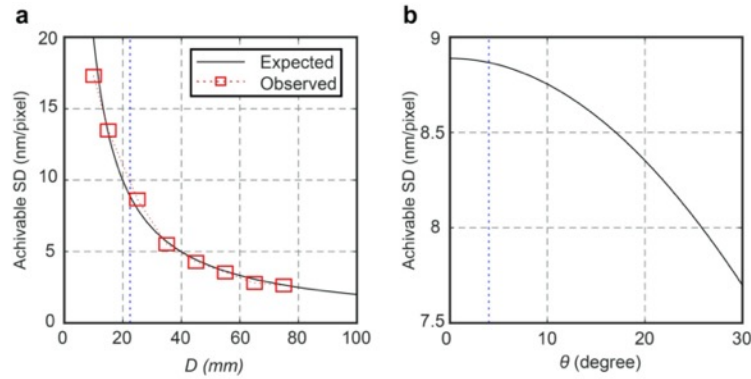 a
Achivable SD (nm/pixel)
20
15
10
5
0
0
20
40
60
80
100
D (mm)
Expected
Observed
b
Achivable SD (nm/pixel)
9
8.5
8
7.5
0
10
20
30
θ (degree)